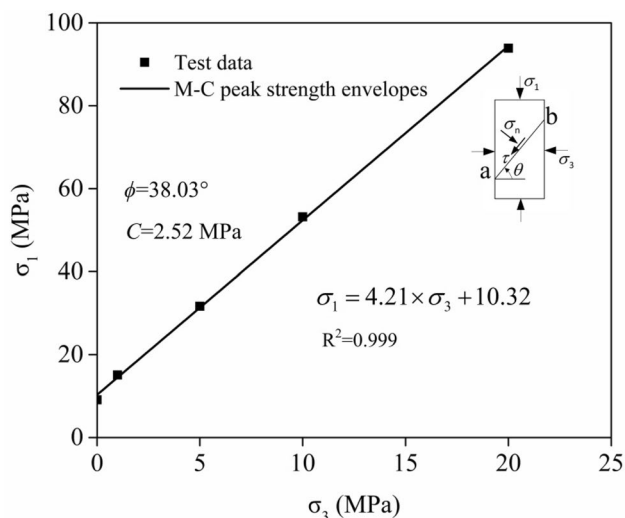 100
80
60
40
20
0
σ1 (MPa)
Test data
M-C peak strength envelopes
ϕ=38.03°
C=2.52 MPa
σ1 = 4.21×σ3+10.32
R²=0.999
σ1
b
σn
τ
a
θ
σ3
0 5 10 15 20 25
σ3 (MPa)